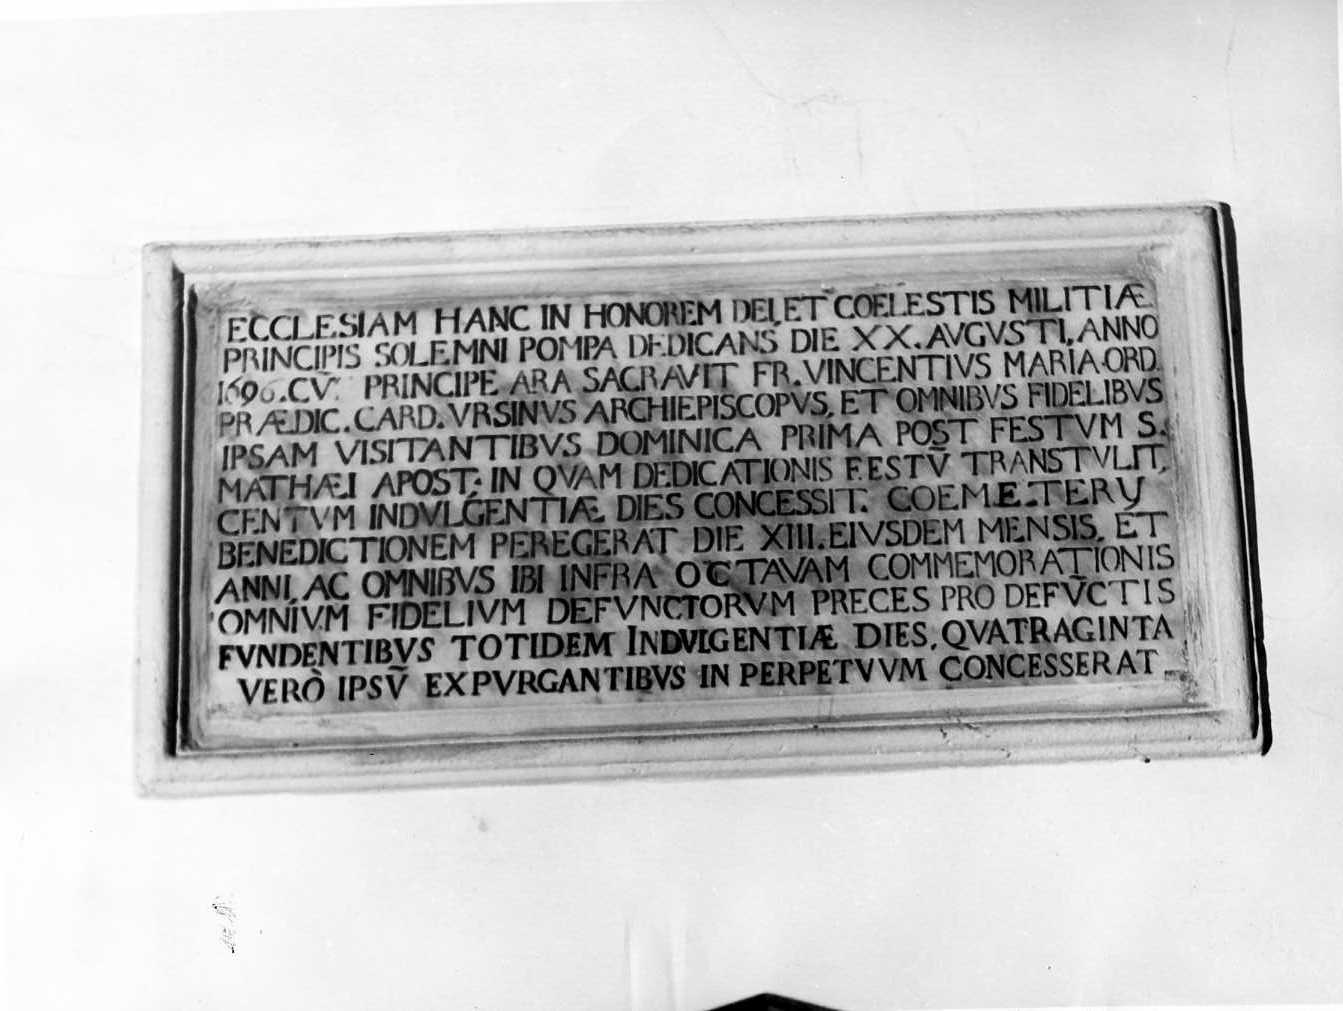 ECCLESIAM HANC IN HONOREM DEI, ET COELESTIS MILITIÆ
PRINCIPIS SOLEMNI POMPA DEDICANS, DIE XX. AVGVSTI, ANNO
1696. CV̄. PRINCIPE ARA SACRAVIT FR. VINCENTIVS MARIA ORD.
PRÆDIC. CARD. VRSINVS ARCHIEPISCOPVS, ET OMNIBVS FIDELIBVS
IPSAM VISITANTIBVS DOMINICA PRIMA POST FESTVM S.
MATHÆI APOST: IN QVAM DEDICATIONIS FESTV̄ TRANSTVLIT,
CENTVM INDVLGENTIÆ DIES CONCESSIT. COEMETERY
BENEDICTIONEM PEREGERAT DIE XIII. EIVSDEM MENSIS, ET
ANNI, AC OMNIBVS IBI INFRA OCTAVAM COMMEMORATIONIS
OMNIVM FIDELIVM DEFVNCTORVM PRECES PRO DEFV̄CTIS
FVNDENTIBVS TOTIDEM INDVLGENTIÆ DIES, QVATRAGINTA
VERÒ IPSV̄ EXPVRGANTIBVS IN PERPETVVM CONCESSERAT